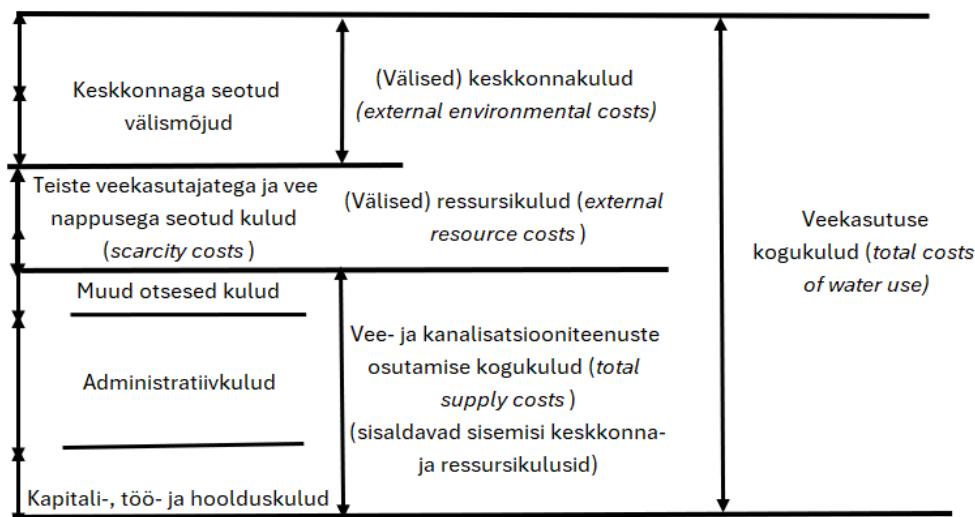 Keskkonnaga seotud
välismõjud
(Välised) keskkonnakulud
(external environmental costs)
Teiste veekasutajatega ja vee
nappusega seotud kulud
(scarcity costs )
(Välised) ressursikulud (external
resource costs )
Veekasutuse
kogukulud (total costs
of water use)
Muud otsesed kulud
Administratiivkulud
Kapitali-, töö- ja hoolduskulud
Vee- ja kanalisatsiooniteenuste
osutamise kogukulud (total
supply costs )
(sisaldavad sisemisi keskkonna-
ja ressursikulusid)